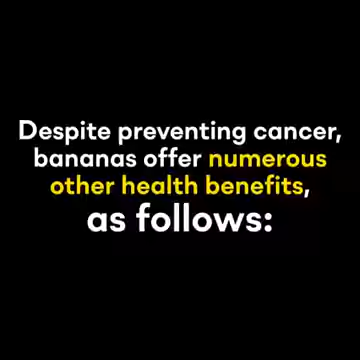 Despite preventing cancer,
bananas offer numerous
other health benefits,
as follows: